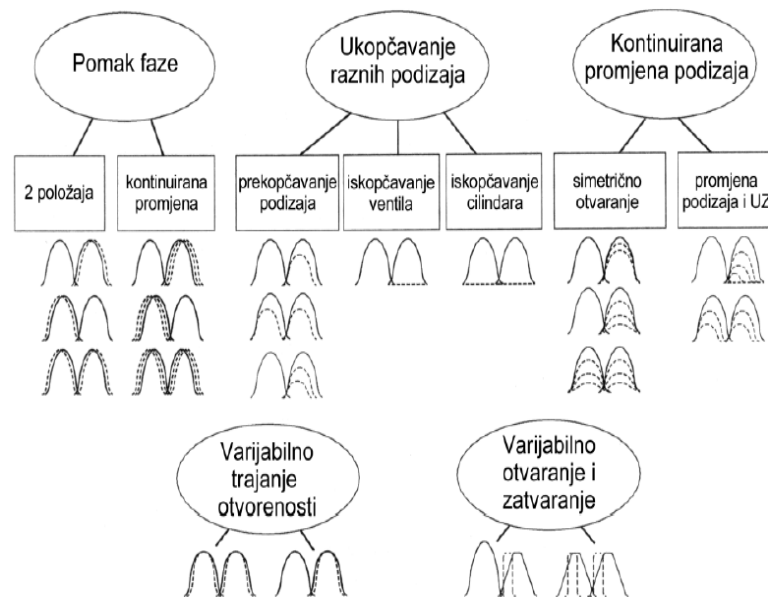 Pomak faze
Ukopčavanje
raznih podizaja
Kontinuirana
promjena podizaja
2 položaja
kontinuirana
promjena
prekopčavanje
podizaja
iskopčavanje
ventila
iskopčavanje
cilindara
simetrično
otvaranje
promjena
podizaja i UZ
Varijabilno
trajanje
otvorenosti
Varijabilno
otvaranje i
zatvaranje